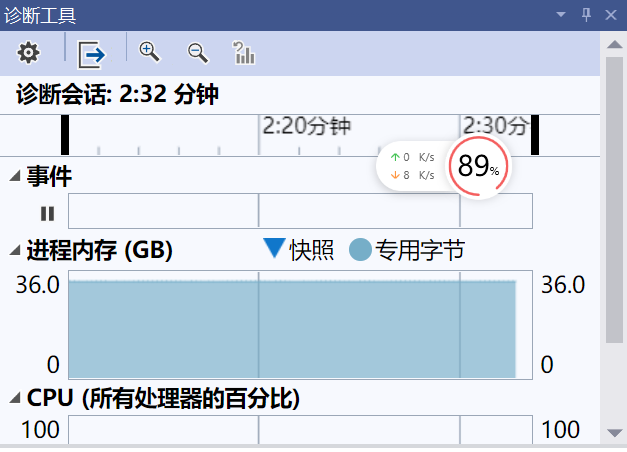 诊断工具
诊断会话: 2:32 分钟
2:20分钟
2:30分
0 K/s
8 K/s
89%
事件
进程内存 (GB)
快照
专用字节
36.0
36.0
0
0
CPU (所有处理器的百分比)
100
100